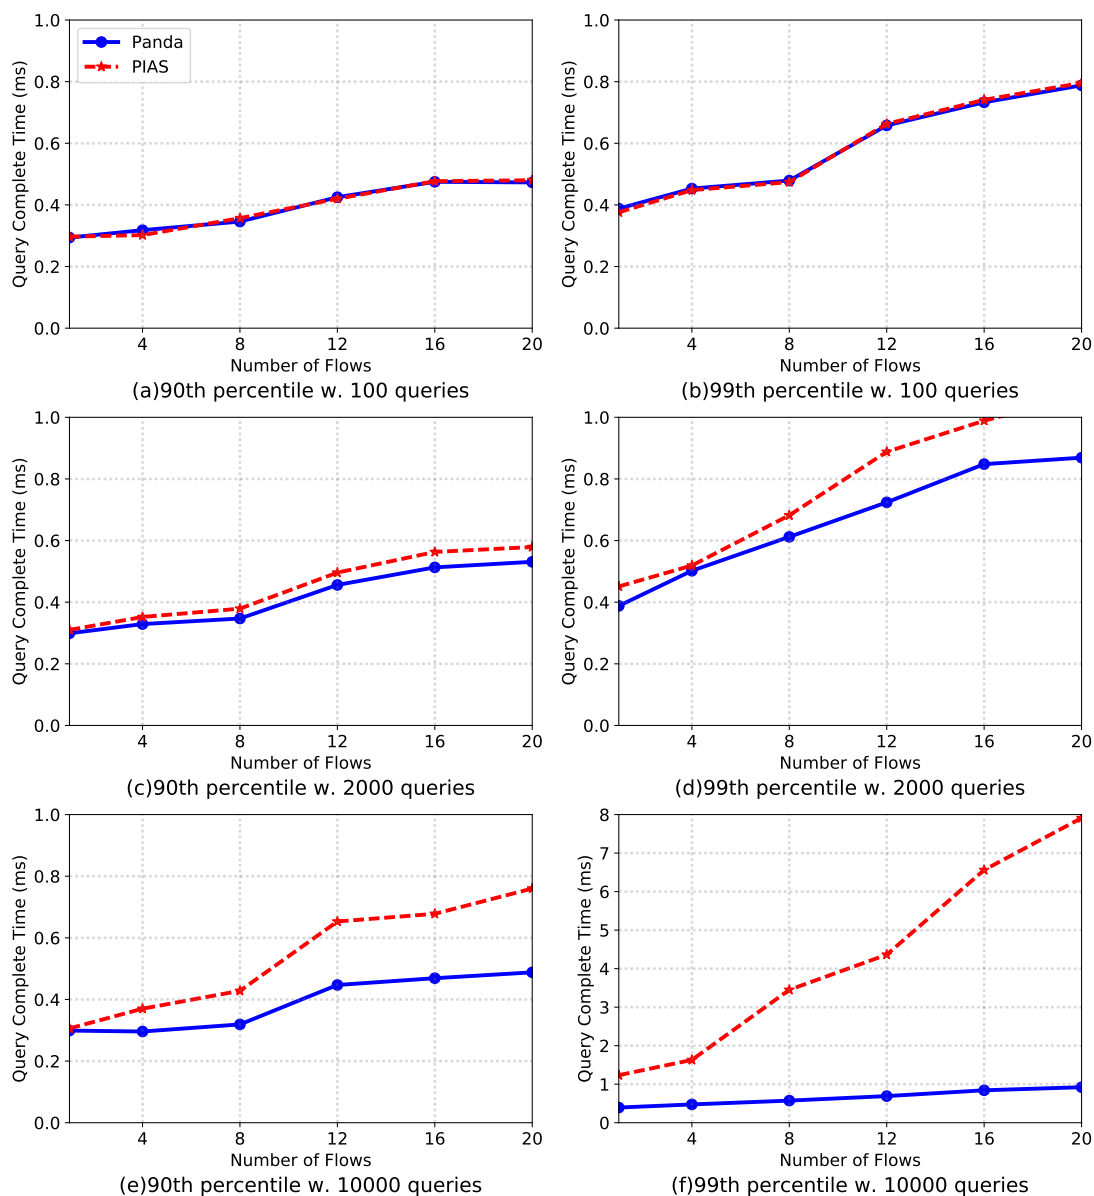 1.0
0.8
0.6
0.4
0.2
0.0
Query Complete Time (ms)
Panda
PIAS
4 8 12 16 20
Number of Flows
(a)90th percentile w. 100 queries
1.0
0.8
0.6
0.4
0.2
0.0
Query Complete Time (ms)
4 8 12 16 20
Number of Flows
(b)99th percentile w. 100 queries
1.0
0.8
0.6
0.4
0.2
0.0
Query Complete Time (ms)
4 8 12 16 20
Number of Flows
(c)90th percentile w. 2000 queries
1.0
0.8
0.6
0.4
0.2
0.0
Query Complete Time (ms)
4 8 12 16 20
Number of Flows
(d)99th percentile w. 2000 queries
1.0
0.8
0.6
0.4
0.2
0.0
Query Complete Time (ms)
4 8 12 16 20
Number of Flows
(e)90th percentile w. 10000 queries
8
7
6
5
4
3
2
1
0
Query Complete Time (ms)
4 8 12 16 20
Number of Flows
(f)99th percentile w. 10000 queries